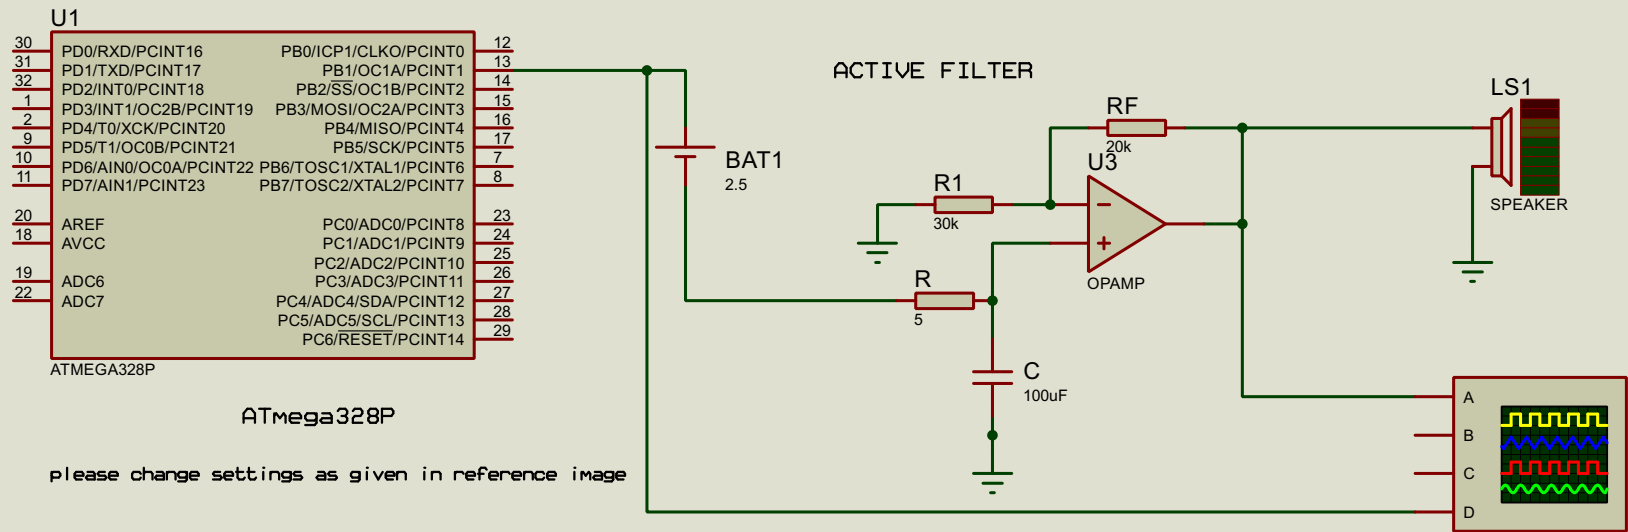 U1
30 PD0/RXD/PCINT16 PB0/ICP1/CLKO/PCINT0 12
31 PD1/TXD/PCINT17 PB1/OC1A/PCINT1 13
32 PD2/INT0/PCINT18 PB2/SS/OC1B/PCINT2 14
1 PD3/INT1/OC2B/PCINT19 PB3/MOSI/OC2A/PCINT3 15
2 PD4/T0/XCK/PCINT20 PB4/MISO/PCINT4 16
9 PD5/T1/OC0B/PCINT21 PB5/SCK/PCINT5 17
10 PD6/AIN0/OC0A/PCINT22 PB6/TOSC1/XTAL1/PCINT6 7
11 PD7/AIN1/PCINT23 PB7/TOSC2/XTAL2/PCINT7 8
20 AREF PC0/ADC0/PCINT8 23
18 AVCC PC1/ADC1/PCINT9 24
PC2/ADC2/PCINT10 25
19 ADC6 PC3/ADC3/PCINT11 26
22 ADC7 PC4/ADC4/SDA/PCINT12 27
PC5/ADC5/SCL/PCINT13 28
PC6/RESET/PCINT14 29
ATMEGA328P
ATmega328P
please change settings as given in reference image
BAT1
2.5
ACTIVE FILTER
RF
20k
U3
R1
30k
OPAMP
R
5
C
100uF
LS1
SPEAKER
A
B
C
D